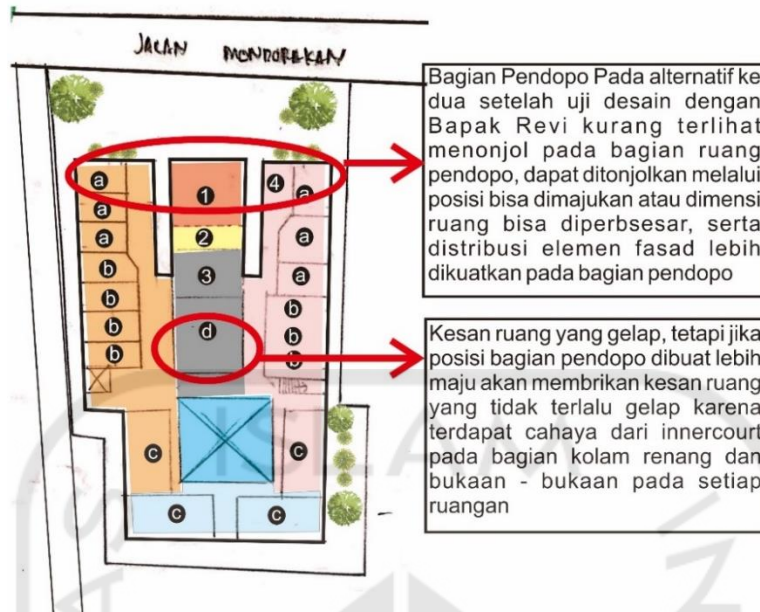 JALAN MONDORAKAN
Bagian Pendopo Pada alternatif ke
dua setelah uji desain dengan
Bapak Revi kurang terlihat
menonjol pada bagian ruang
pendopo, dapat ditonjolkan melalui
posisi bisa dimajukan atau dimensi
ruang bisa diperbsesar, serta
distribusi elemen fasad lebih
dikuatkan pada bagian pendopo
a 1 4 a
a 2 a
a 3 a
b b
b d b
b b
b
c c
c c
Kesan ruang yang gelap, tetapi jika
posisi bagian pendopo dibuat lebih
maju akan membrikan kesan ruang
yang tidak terlalu gelap karena
terdapat cahaya dari innercourt
pada bagian kolam renang dan
bukaan - bukaan pada setiap
ruangan
ISLAM